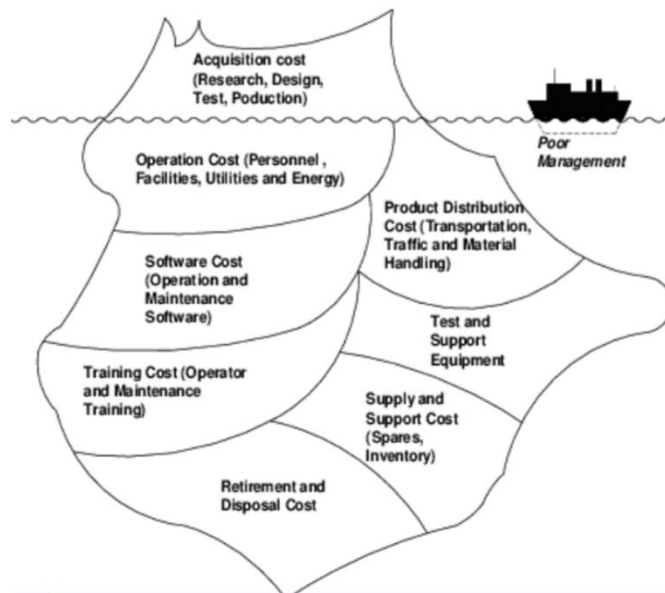 Acquisition cost
(Research, Design,
Test, Poduction)
Poor
Management
Operation Cost (Personnel ,
Facilities, Utilities and Energy)
Product Distribution
Cost (Transportation,
Traffic and Material
Handling)
Software Cost
(Operation and
Maintenance
Software)
Test and
Support
Equipment
Training Cost (Operator
and Maintenance
Training)
Supply and
Support Cost
(Spares,
Inventory)
Retirement and
Disposal Cost